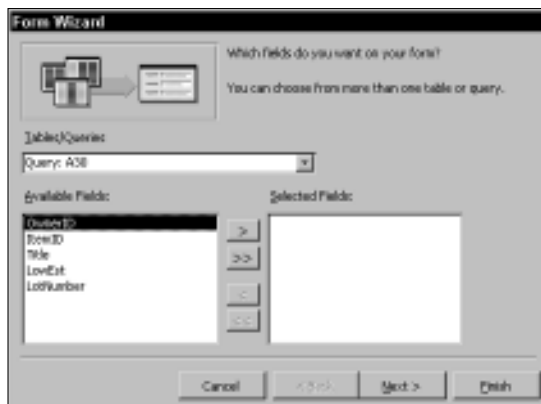 Form Wizard
Which fields do you want on your form?
You can choose from more than one table or query.
Tables/Queries
Query: A30
Available Fields:
Selected Fields:
OwnerID
ItemID
Title
LowEst
LotNumber
>
>>
<
<<
Cancel
< Back
Next >
Finish